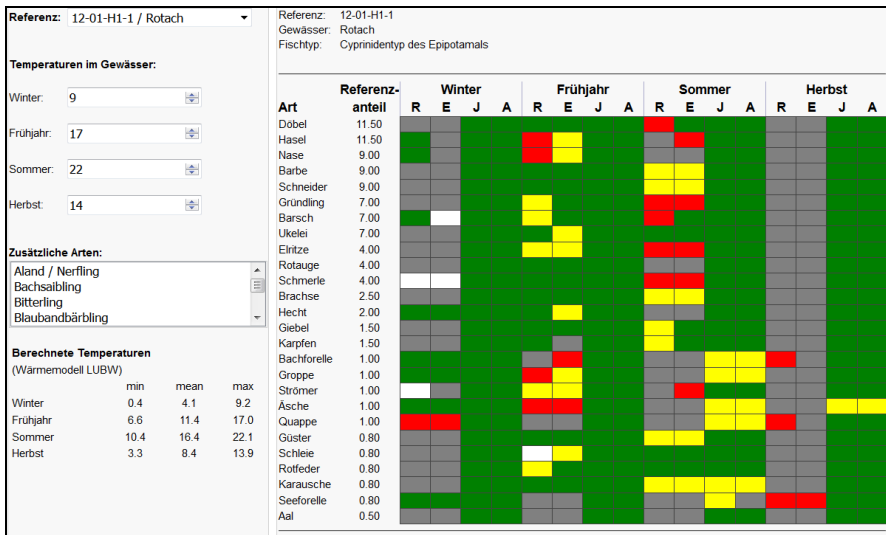 Referenz: 12-01-H1-1 / Rotach
Temperaturen im Gewässer:
Winter: 9
Frühjahr: 17
Sommer: 22
Herbst: 14
Zusätzliche Arten:
Aland / Nerfling
Bachsaibling
Bitterling
Blaubandbärbling
Berechnete Temperaturen
(Wärmemodell LUBW)
min mean max
Winter 0.4 4.1 9.2
Frühjahr 6.6 11.4 17.0
Sommer 10.4 16.4 22.1
Herbst 3.3 8.4 13.9
Referenz: 12-01-H1-1
Gewässer: Rotach
Fischtyp: Cyprinidentyp des Epipotamals
Referenz- Winter Frühjahr Sommer Herbst
Art anteil R E J A R E J A R E J A R E J A
Döbel 11.50
Hasel 11.50
Nase 9.00
Barbe 9.00
Schneider 9.00
Gründling 7.00
Barsch 7.00
Ukelei 7.00
Elritze 4.00
Rotauge 4.00
Schmerle 4.00
Brachse 2.50
Hecht 2.00
Giebel 1.50
Karpfen 1.50
Bachforelle 1.00
Groppe 1.00
Strömer 1.00
Äsche 1.00
Quappe 1.00
Güster 0.80
Schleie 0.80
Rotfeder 0.80
Karausche 0.80
Seeforelle 0.80
Aal 0.50